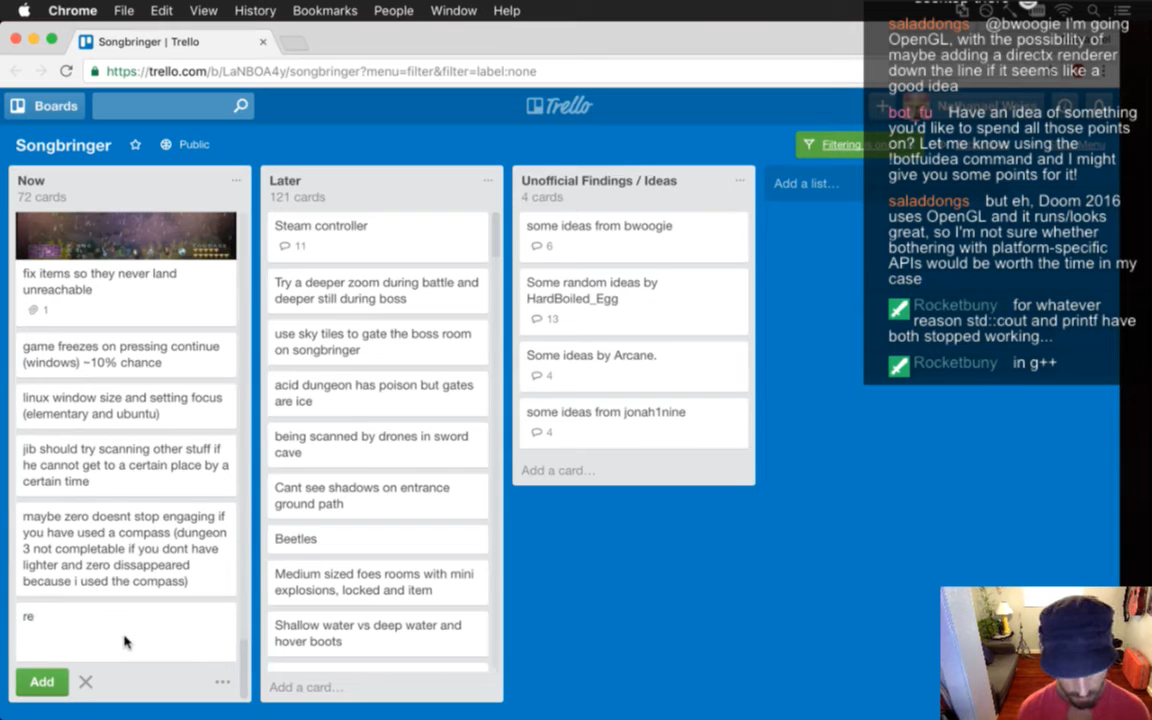 Chrome File Edit View History Bookmarks People Window Help
Songbringer | Trello
https://trello.com/b/LaNBOA4y/songbringer?menu=filter&filter=label:none
Boards
Trello
Songbringer
Public
Filtering is on
Now
72 cards
fix items so they never land
unreachable
1
game freezes on pressing continue
(windows) ~10% chance
linux window size and setting focus
(elementary and ubuntu)
jib should try scanning other stuff if
he cannot get to a certain place by a
certain time
maybe zero doesnt stop engaging if
you have used a compass (dungeon
3 not completable if you dont have
lighter and zero dissappeared
because i used the compass)
re
Add
Later
121 cards
Steam controller
11
Try a deeper zoom during battle and
deeper still during boss
use sky tiles to gate the boss room
on songbringer
acid dungeon has poison but gates
are ice
being scanned by drones in sword
cave
Cant see shadows on entrance
ground path
Beetles
Medium sized foes rooms with mini
explosions, locked and item
Shallow water vs deep water and
hover boots
Add a card…
Unofficial Findings / Ideas
4 cards
some ideas from bwoogie
6
Some random ideas by
HardBoiled_Egg
13
Some ideas by Arcane.
4
some ideas from jonah1nine
4
Add a card…
Add a list…
saladdongs @bwoogie I'm going
OpenGL, with the possibility of
maybe adding a directx renderer
down the line if it seems like a
good idea
bot_fu Have an idea of something
you'd like to spend all those points
on? Let me know using the
!botfuidea command and I might
give you some points for it!
saladdongs but eh, Doom 2016
uses OpenGL and it runs/looks
great, so I'm not sure whether
bothering with platform-specific
APIs would be worth the time in my
case
Rocketbuny for whatever
reason std::cout and printf have
both stopped working...
Rocketbuny in g++